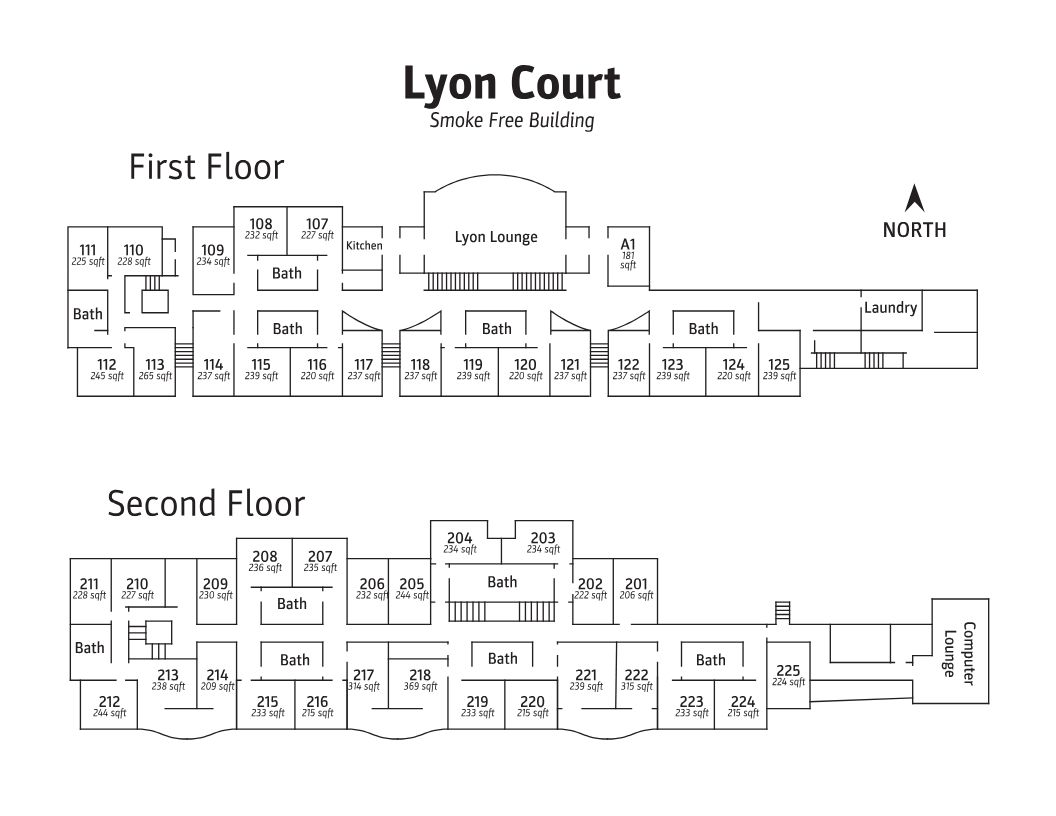 Lyon Court
Smoke Free Building
First Floor
NORTH
108
232 sqft
107
227 sqft
111
225 sqft
110
228 sqft
109
234 sqft
Kitchen
Lyon Lounge
A1
181
sqft
Bath
Bath
Laundry
Bath
Bath
Bath
112
245 sqft
113
265 sqft
114
237 sqft
115
239 sqft
116
220 sqft
117
237 sqft
118
237 sqft
119
239 sqft
120
220 sqft
121
237 sqft
122
237 sqft
123
239 sqft
124
220 sqft
125
239 sqft
Second Floor
204
234 sqft
203
234 sqft
208
236 sqft
207
235 sqft
211
228 sqft
210
227 sqft
209
230 sqft
206
232 sqft
205
244 sqft
Bath
202
222 sqft
201
206 sqft
Bath
Bath
Bath
Bath
Bath
Computer
Lounge
213
238 sqft
214
209 sqft
217
314 sqft
218
369 sqft
221
239 sqft
222
315 sqft
225
224 sqft
212
244 sqft
215
233 sqft
216
215 sqft
219
233 sqft
220
215 sqft
223
233 sqft
224
215 sqft